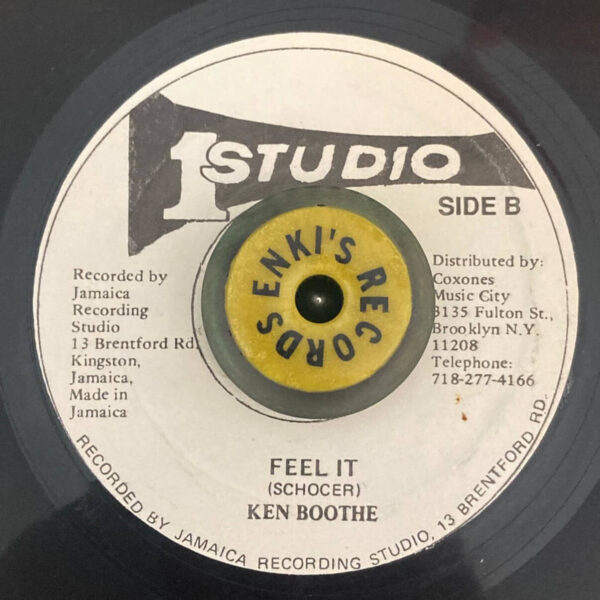 1 STUDIO
SIDE B
Recorded by
Jamaica
Recording
Studio
13 Brentford Rd.
Kingston,
Jamaica,
Made in
Jamaica
ENKI'S RECORDS
Distributed by:
Coxones
Music City
3135 Fulton St.,
Brooklyn N.Y.
11208
Telephone:
718-277-4166
FEEL IT
(SCHOCER)
KEN BOOTHE
RECORDED BY JAMAICA RECORDING STUDIO, 13 BRENTFORD RD.